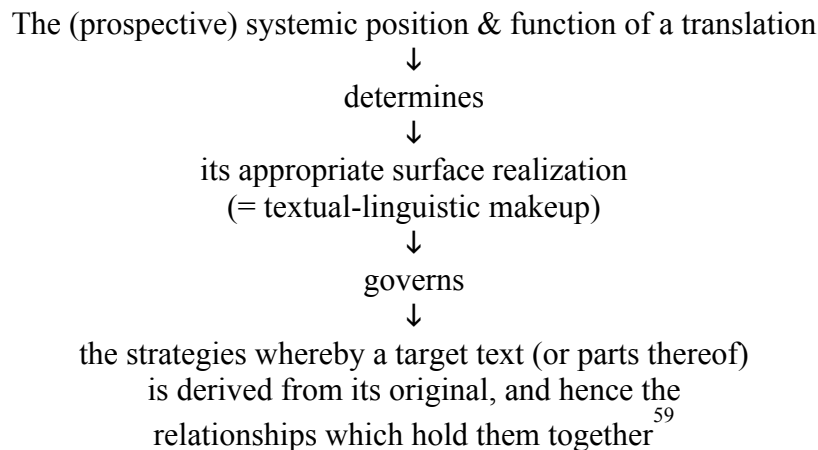 The (prospective) systemic position & function of a translation
↓
determines
↓
its appropriate surface realization
(= textual-linguistic makeup)
↓
governs
↓
the strategies whereby a target text (or parts thereof)
is derived from its original, and hence the
relationships which hold them together59